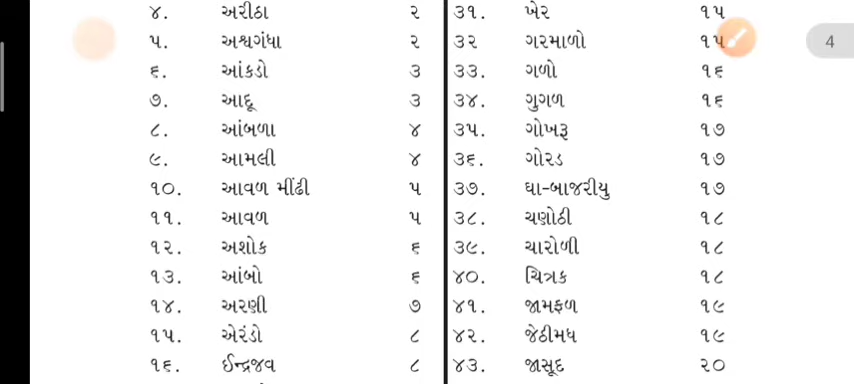 ૪. અરીઠા ૨
૫. અશ્વગંધા ૨
૬. આંકડો ૩
૭. આદૂ ૩
૮. આંબળા ૪
૯. આમલી ૪
૧૦. આવળ મીંઢી ૫
૧૧. આવળ ૫
૧૨. અશોક ૬
૧૩. આંબો ૬
૧૪. અરણી ૭
૧૫. એરંડો ૮
૧૬. ઈન્દ્રજવ ૮
૩૧. ખેર ૧૫
૩૨ ગરમાળો ૧૫
૩૩. ગળો ૧૬
૩૪. ગુગળ ૧૬
૩૫. ગોખરૂ ૧૭
૩૬. ગોરડ ૧૭
૩૭. ઘા-બાજરીયુ ૧૭
૩૮. ચણોઠી ૧૮
૩૯. ચારોળી ૧૮
૪૦. ચિત્રક ૧૮
૪૧. જામફળ ૧૯
૪૨. જેઠીમધ ૧૯
૪૩. જાસૂદ ૨૦
4